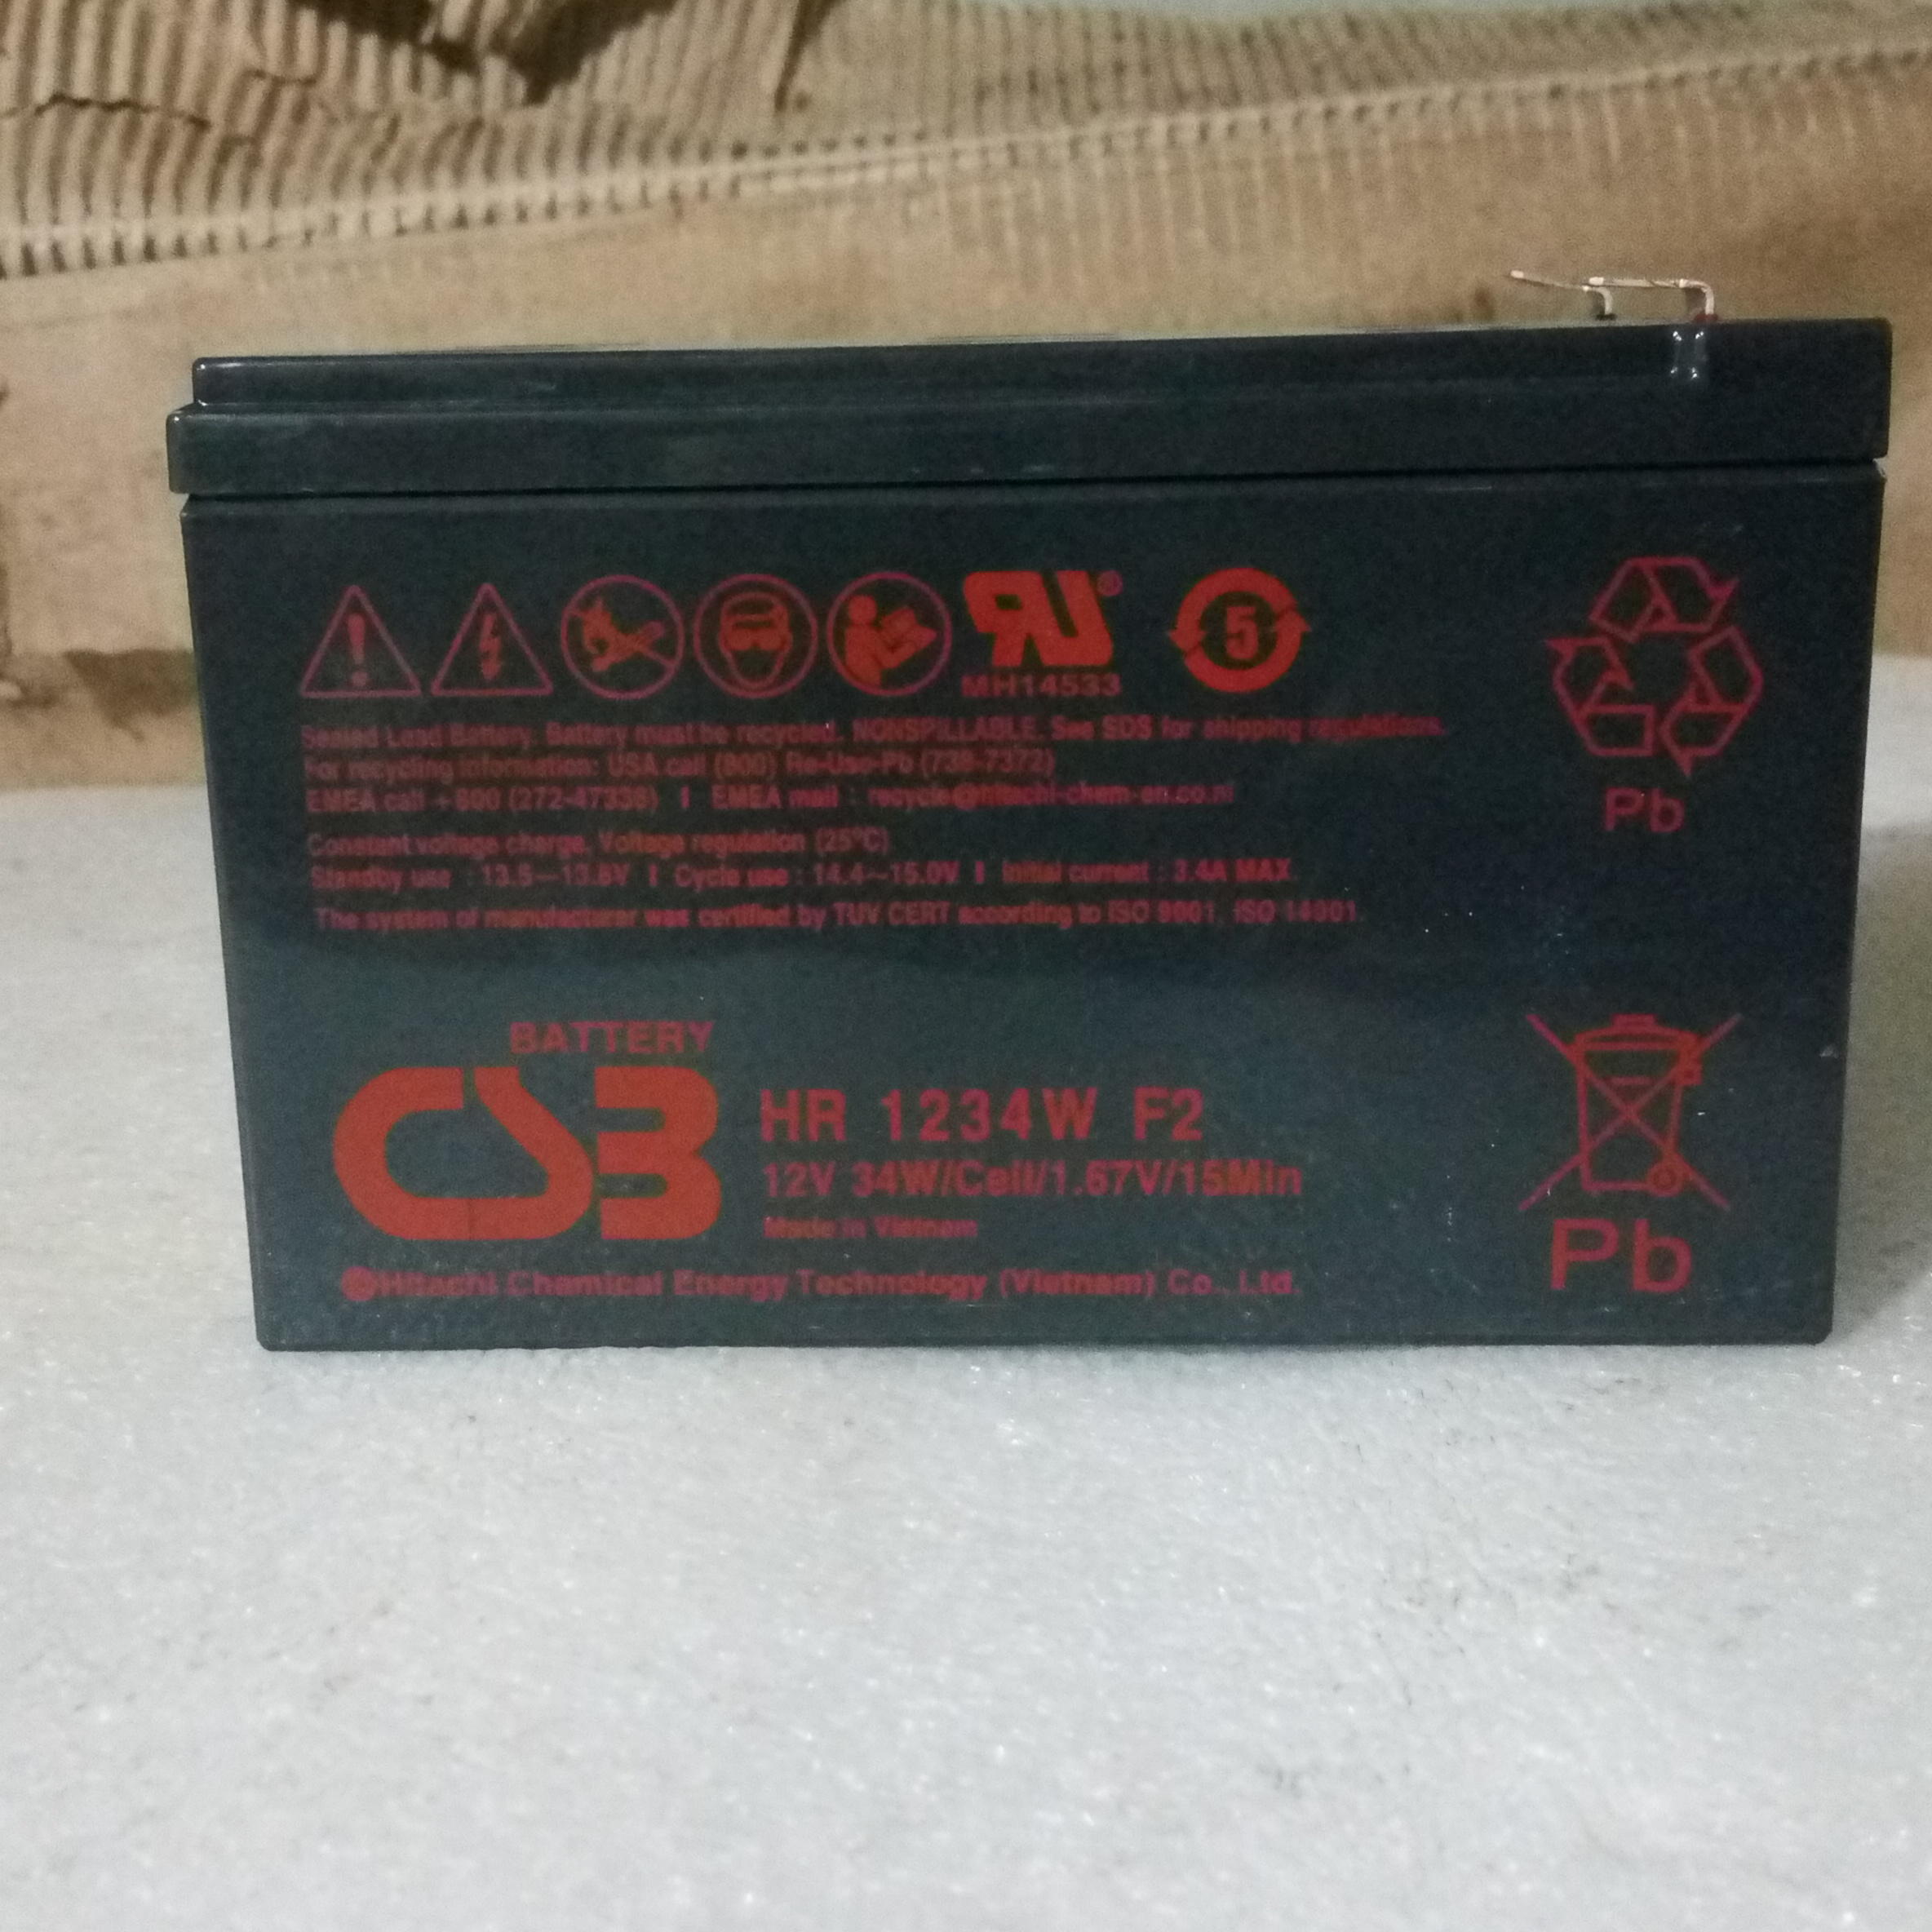 MH14533
5
Sealed Lead Battery. Battery must be recycled. NONSPILLABLE. See SDS for shipping regulations.
For recycling information: USA call (800) Re-Use-Pb (738-7372)
EMEA call +800 (272-47338) | EMEA mail : recycle@hitachi-chem-en.co.nl
Constant voltage charge. Voltage regulation (25°C)
Standby use : 13.5~13.8V | Cycle use : 14.4~15.0V | Initial current : 3.4A MAX.
The system of manufacturer was certified by TUV CERT according to ISO 9001, ISO 14001.
Pb
BATTERY
CSB
HR 1234W F2
12V 34W/Cell/1.67V/15Min
Made in Vietnam
Hitachi Chemical Energy Technology (Vietnam) Co., Ltd.
Pb